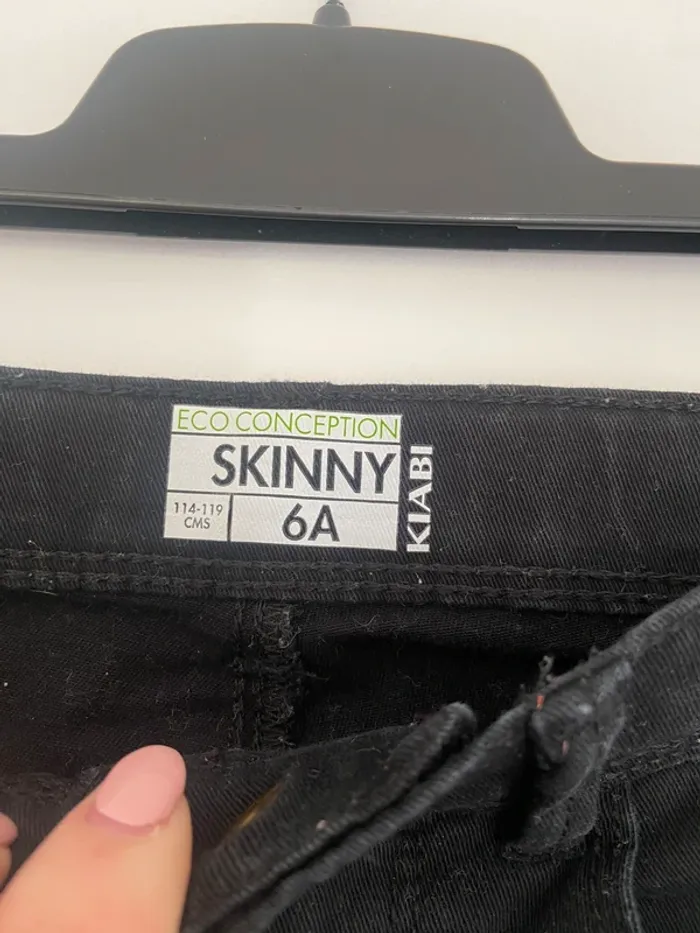 ECO CONCEPTION
SKINNY
114-119
CMS
6A
KIABI